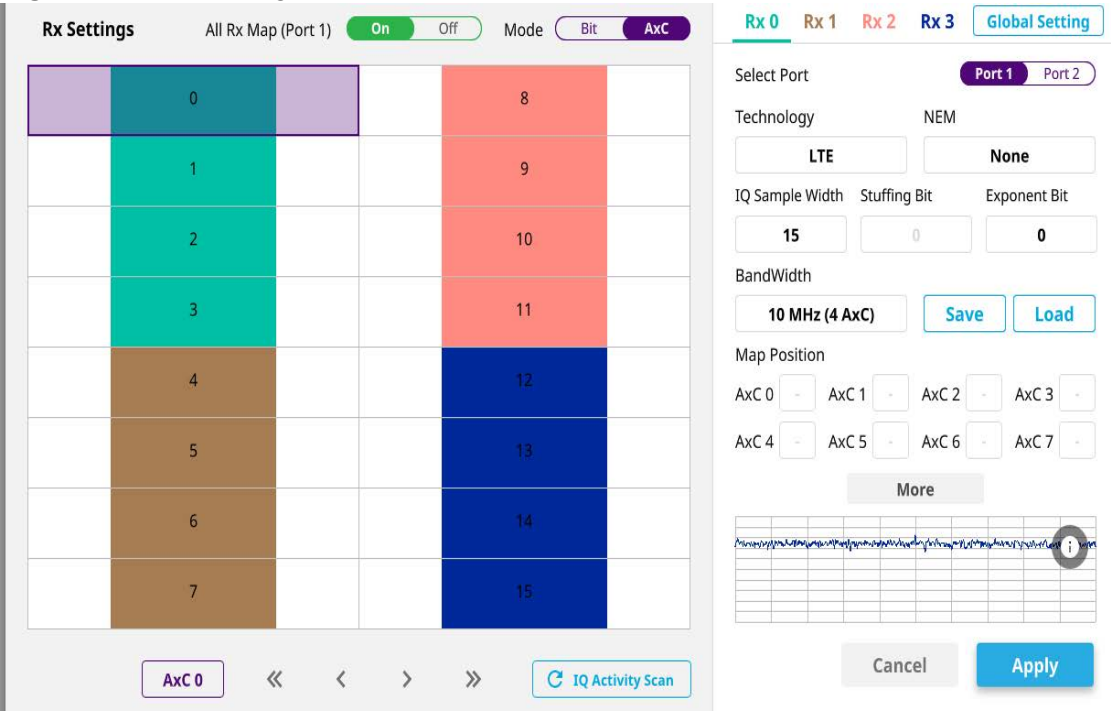 Rx Settings
All Rx Map (Port 1) On Off
Mode Bit AxC
0 8
1 9
2 10
3 11
4 12
5 13
6 14
7 15
AxC 0
IQ Activity Scan
Rx 0 Rx 1 Rx 2 Rx 3 Global Setting
Select Port Port 1 Port 2
Technology NEM
LTE None
IQ Sample Width Stuffing Bit Exponent Bit
15 0 0
BandWidth
10 MHz (4 AxC) Save Load
Map Position
AxC 0 - AxC 1 - AxC 2 - AxC 3 -
AxC 4 - AxC 5 - AxC 6 - AxC 7 -
More
i
Cancel Apply